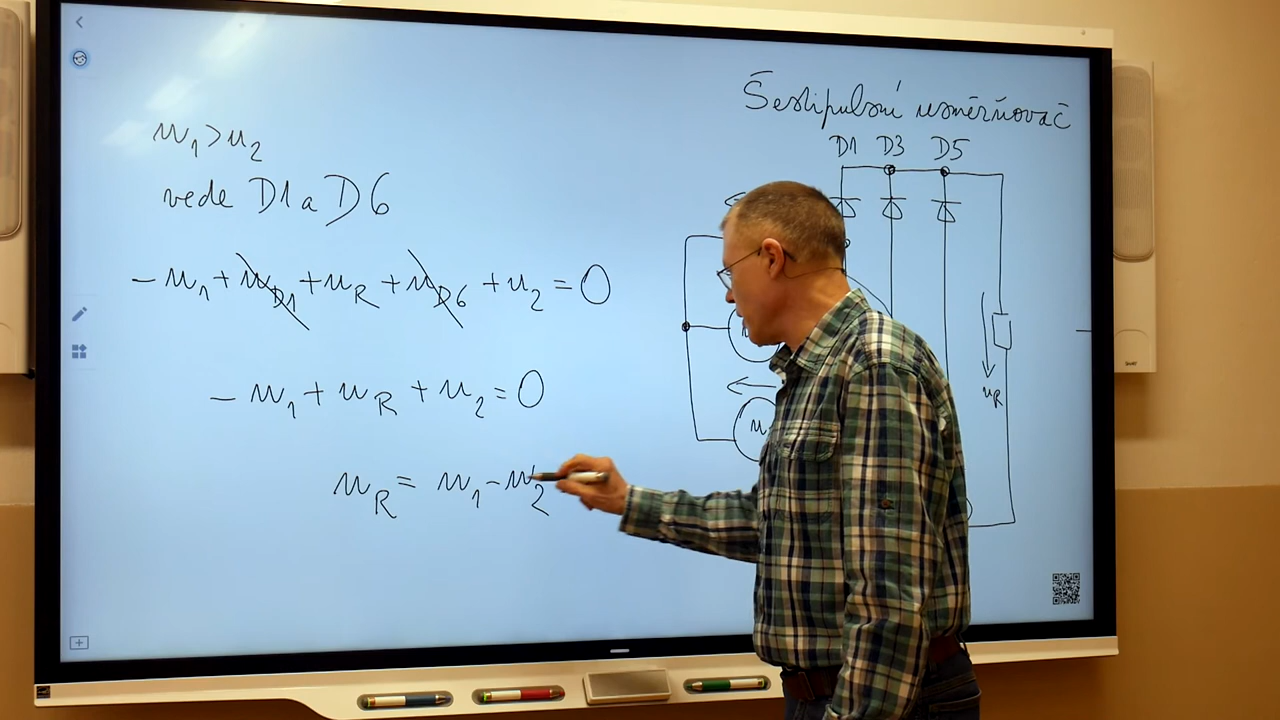 Šestipulsní usměrňovač
u₁>u₂
vede D1 a D6
-u₁+u_D1+u_R+u_D6+u₂=0
-u₁+u_R+u₂=0
u_R=u₁-u₂
D1 D3 D5
u_R